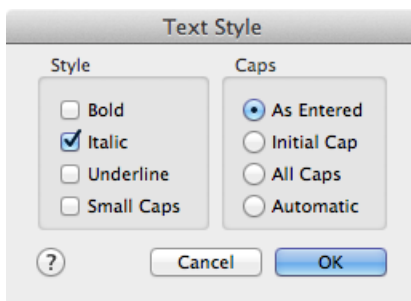 Text Style
Style
Bold
Italic
Underline
Small Caps
Caps
As Entered
Initial Cap
All Caps
Automatic
?
Cancel
OK